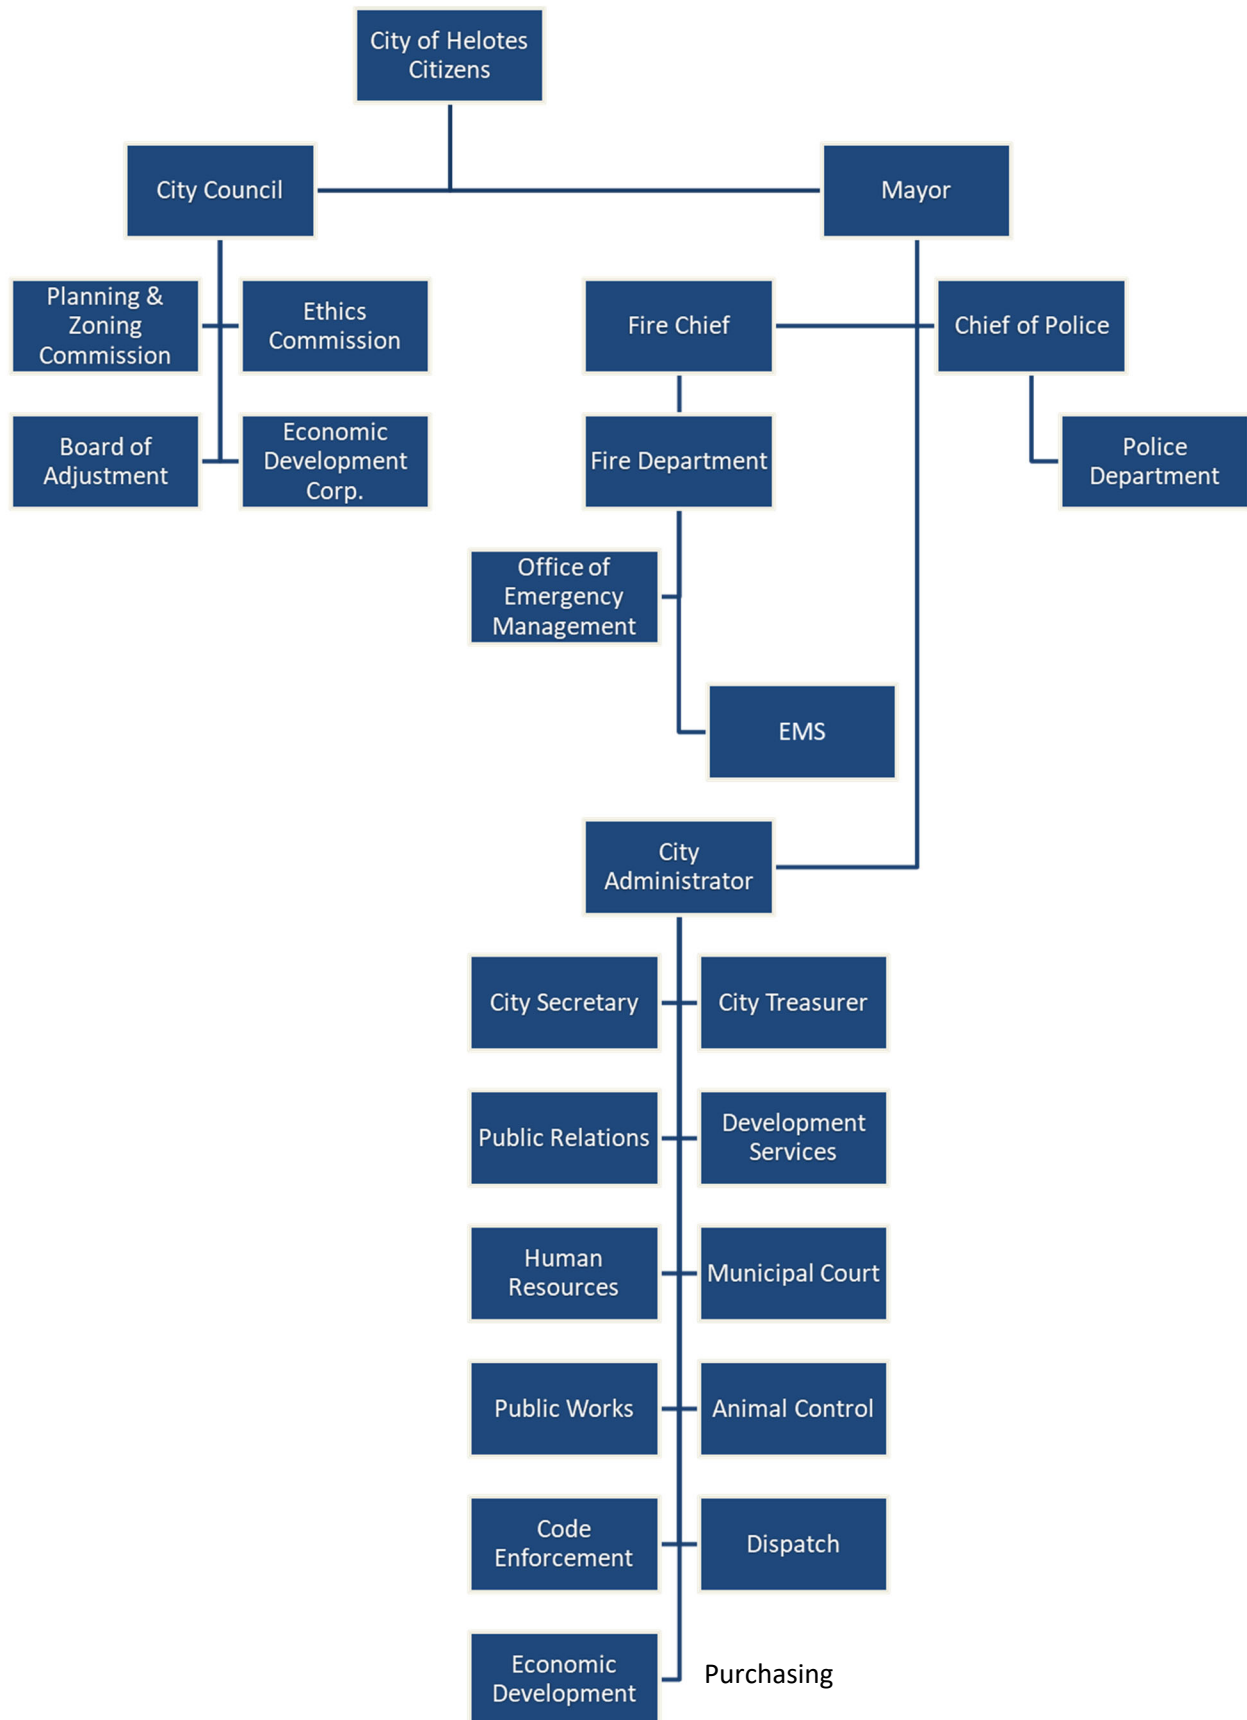 City of Helotes
Citizens
City Council
Mayor
Planning &
Zoning
Commission
Ethics
Commission
Fire Chief
Chief of Police
Board of
Adjustment
Economic
Development
Corp.
Fire Department
Police
Department
Office of
Emergency
Management
EMS
City
Administrator
City Secretary
City Treasurer
Public Relations
Development
Services
Human
Resources
Municipal Court
Public Works
Animal Control
Code
Enforcement
Dispatch
Economic
Development
Purchasing